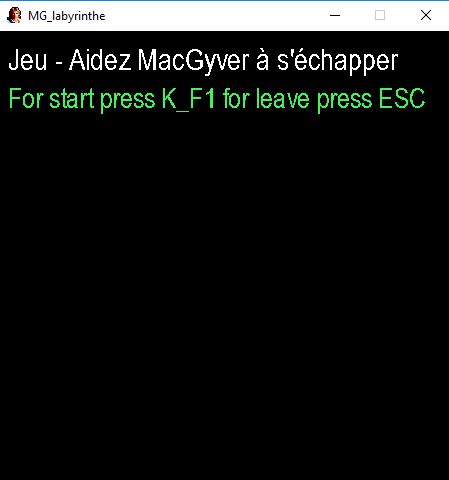 MG_labyrinthe
Jeu - Aidez MacGyver à s'échapper
For start press K_F1 for leave press ESC